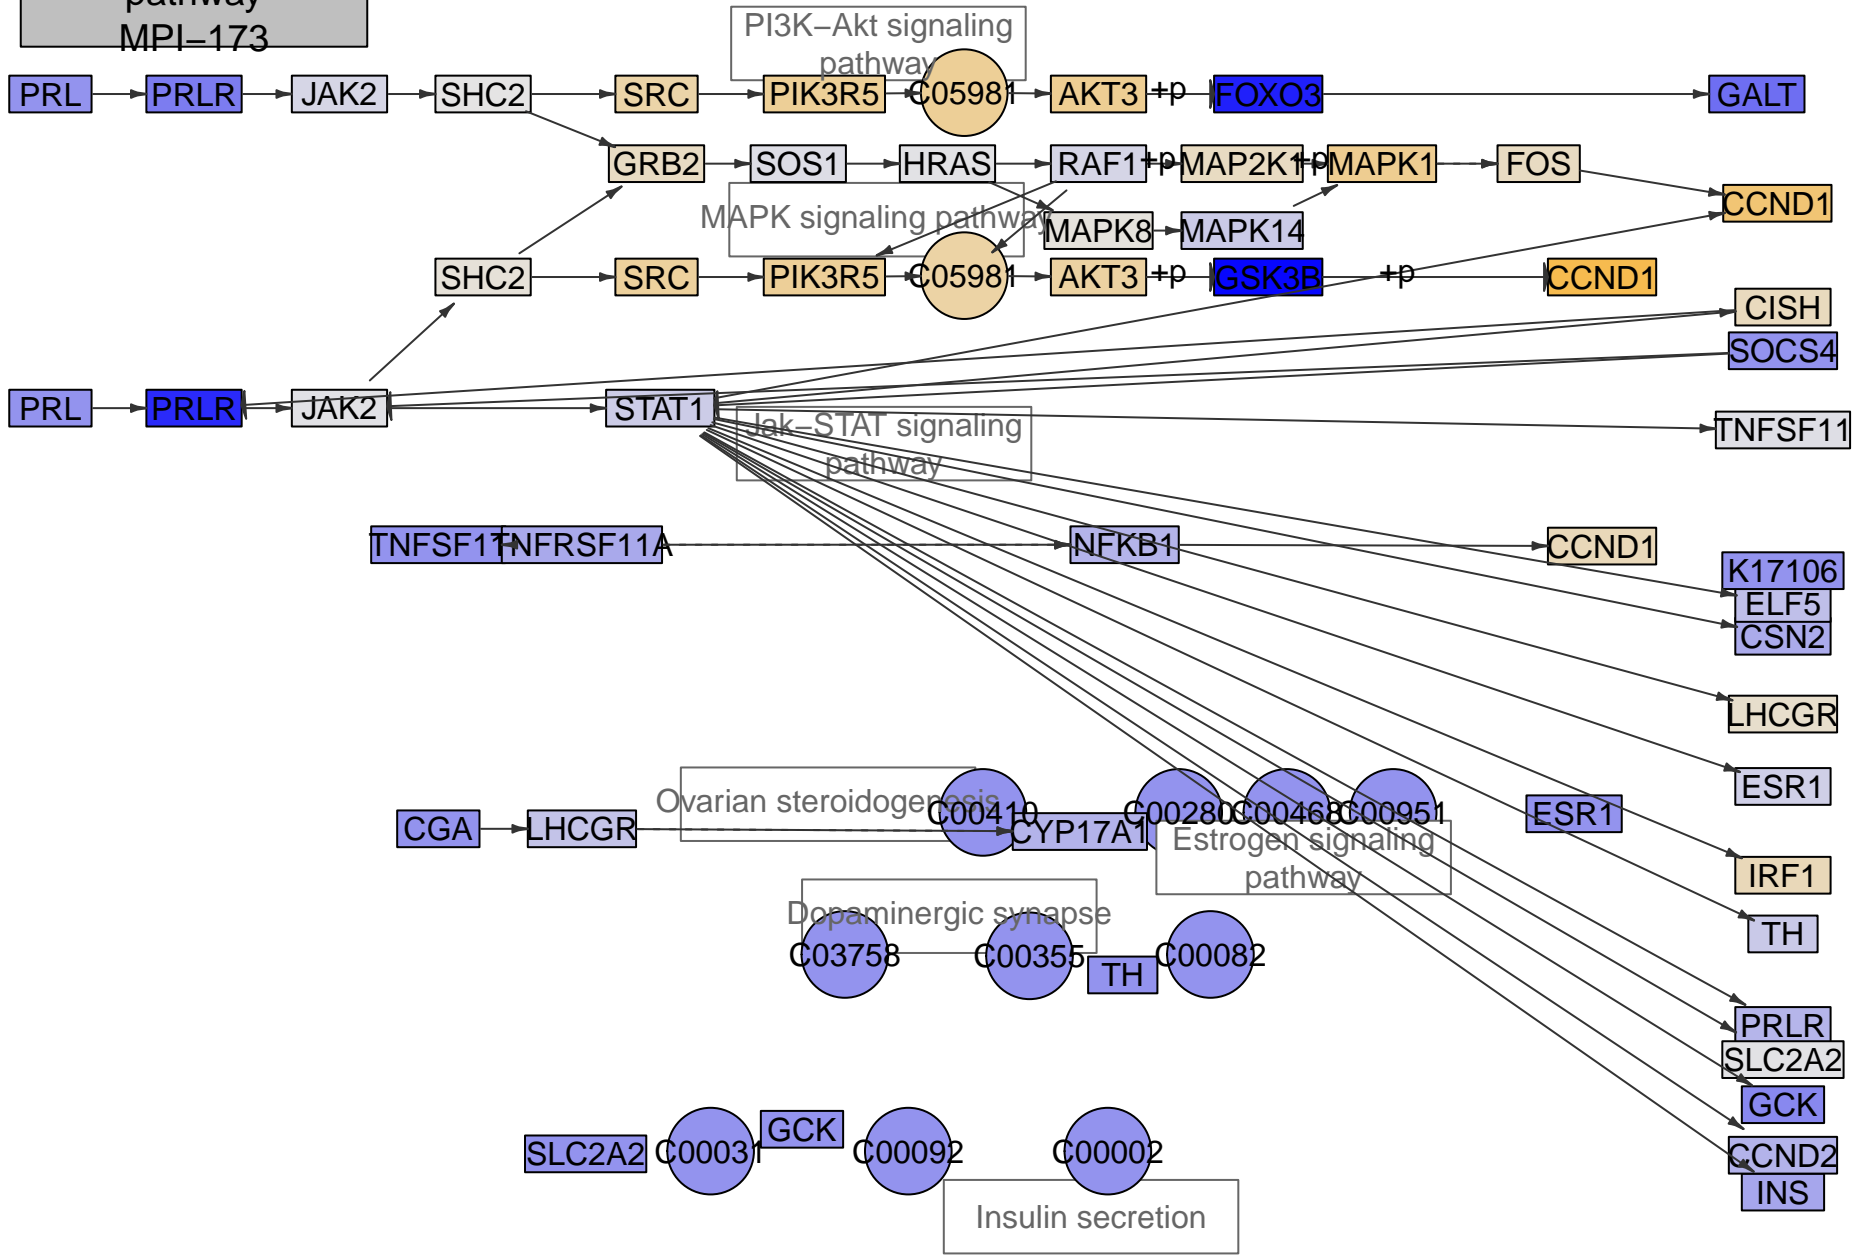 pathway
MPI–173
PI3K–Akt signaling
pathway
PRL
PRLR
JAK2
SHC2
SRC
PIK3R5
C05981
AKT3
+p
FOXO3
GALT
GRB2
SOS1
HRAS
RAF1
+p
MAP2K1
+p
MAPK1
FOS
CCND1
MAPK signaling pathway
MAPK8
MAPK14
SHC2
SRC
PIK3R5
C05981
AKT3
+p
GSK3B
+p
CCND1
CISH
SOCS4
PRL
PRLR
JAK2
STAT1
Jak–STAT signaling
pathway
TNFSF11
TNFSF11
TNFRSF11A
NFKB1
CCND1
K17106
ELF5
CSN2
LHCGR
ESR1
Ovarian steroidogenesis
C00410
C00280
C00468
C00951
ESR1
CGA
LHCGR
CYP17A1
Estrogen signaling
pathway
IRF1
Dopaminergic synapse
TH
C03758
C00355
TH
C00082
PRLR
SLC2A2
GCK
SLC2A2
C00031
GCK
C00092
C00002
CCND2
INS
Insulin secretion